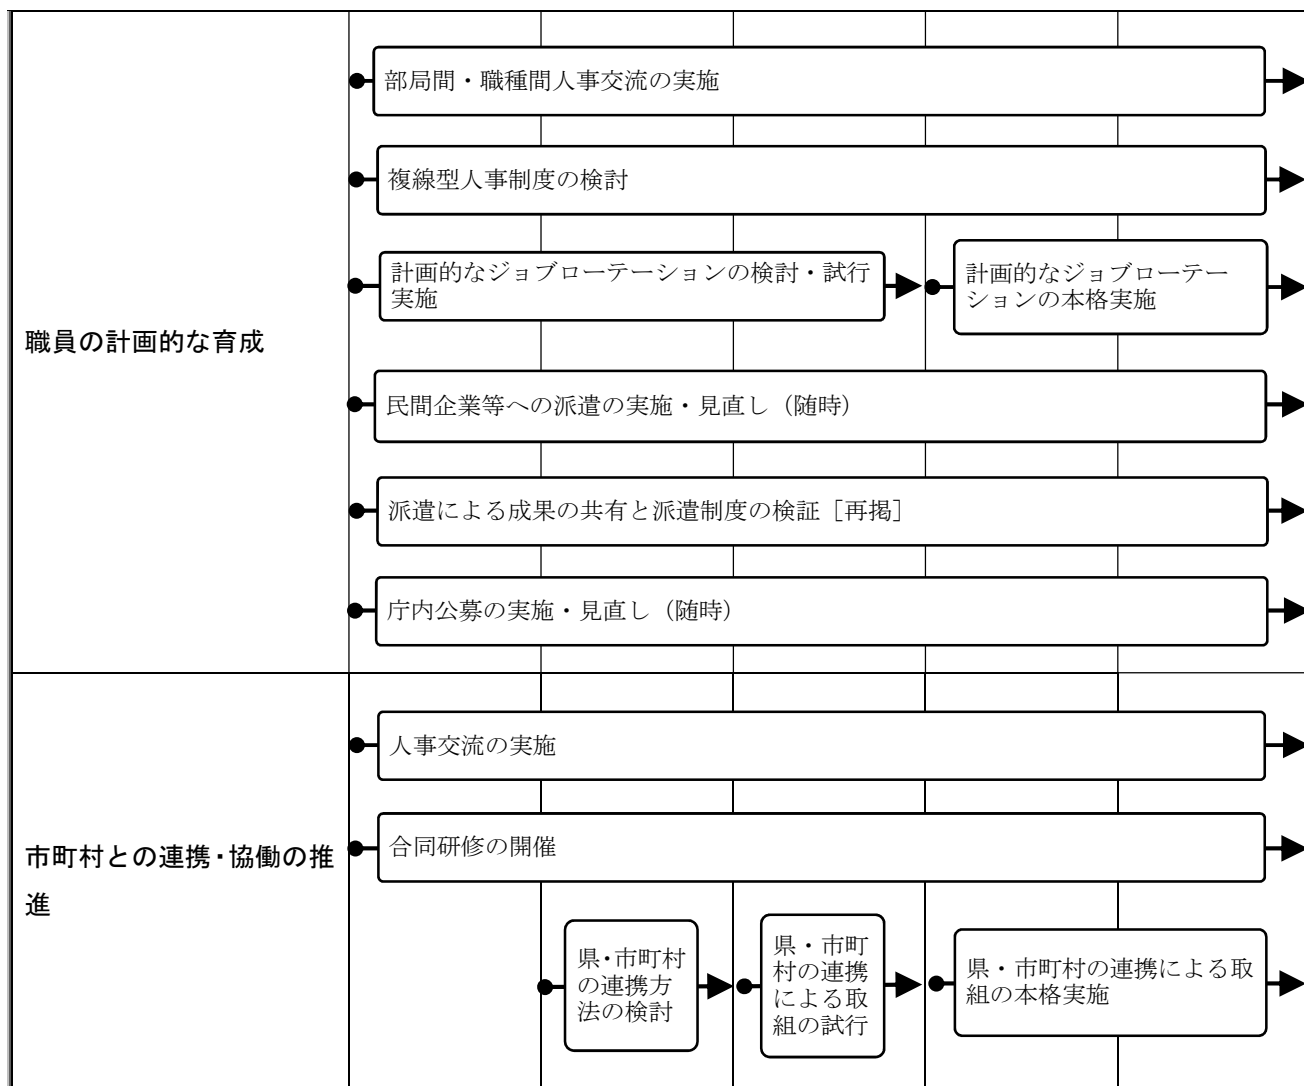 職員の計画的な育成
部局間・職種間人事交流の実施
複線型人事制度の検討
計画的なジョブローテーションの検討・試行
実施
計画的なジョブローテー
ションの本格実施
民間企業等への派遣の実施・見直し（随時）
派遣による成果の共有と派遣制度の検証［再掲］
庁内公募の実施・見直し（随時）
市町村との連携・協働の推
進
人事交流の実施
合同研修の開催
県・市町村
の連携方
法の検討
県・市町
村の連携
による取
組の試行
県・市町村の連携による取
組の本格実施